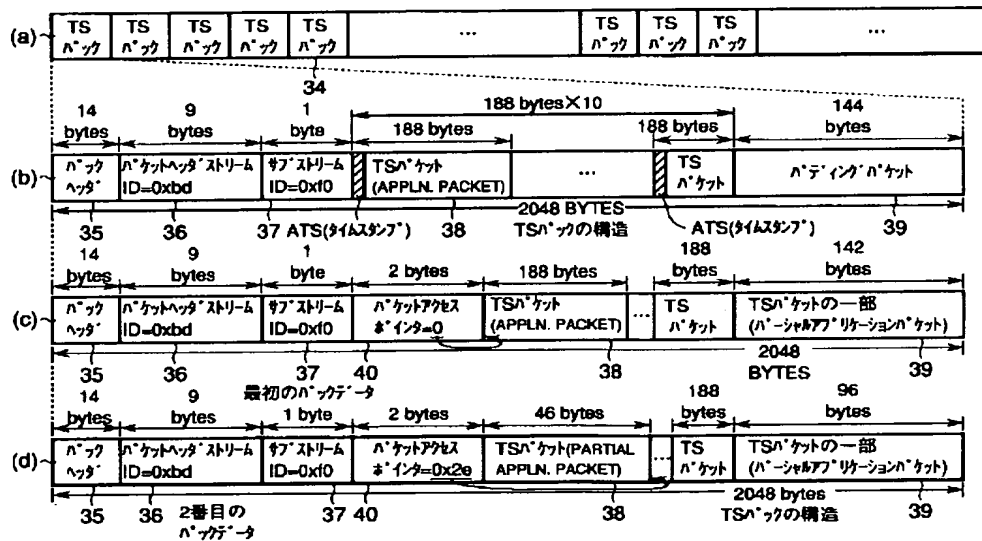 (a)
TS TS TS TS TS … TS TS TS …
パック パック パック パック パック パック パック パック
34
14 bytes 9 bytes 1 byte 188 bytes×10 144 bytes
188 bytes 188 bytes
(b)
パック ヘッダ
パケットヘッダストリーム ID=0xbd
サブストリーム ID=0xf0
TSパケット (APPLN. PACKET)
…
TS パケット
パディングパケット
2048 BYTES
35 36 37 ATS(タイムスタンプ) 38 TSパックの構造 ATS(タイムスタンプ) 39
14 bytes 9 bytes 1 byte 2 bytes 188 bytes 188 bytes 142 bytes
(c)
パック ヘッダ
パケットヘッダストリーム ID=0xbd
サブストリーム ID=0xf0
パケットアクセス ポインタ=0
TSパケット (APPLN. PACKET)
…
TS パケット
TSパケットの一部 (パーシャルアプリケーションパケット)
2048 BYTES
35 36 37 40 38 39
最初のパックデータ
14 bytes 9 bytes 1 byte 2 bytes 46 bytes 188 bytes 96 bytes
(d)
パック ヘッダ
パケットヘッダストリーム ID=0xbd
サブストリーム ID=0xf0
パケットアクセス ポインタ=0x2e
TSパケット(PARTIAL APPLN. PACKET)
…
TS パケット
TSパケットの一部 (パーシャルアプリケーションパケット)
2048 bytes
35 36 37 40 38 TSパックの構造 39
2番目の パックデータ